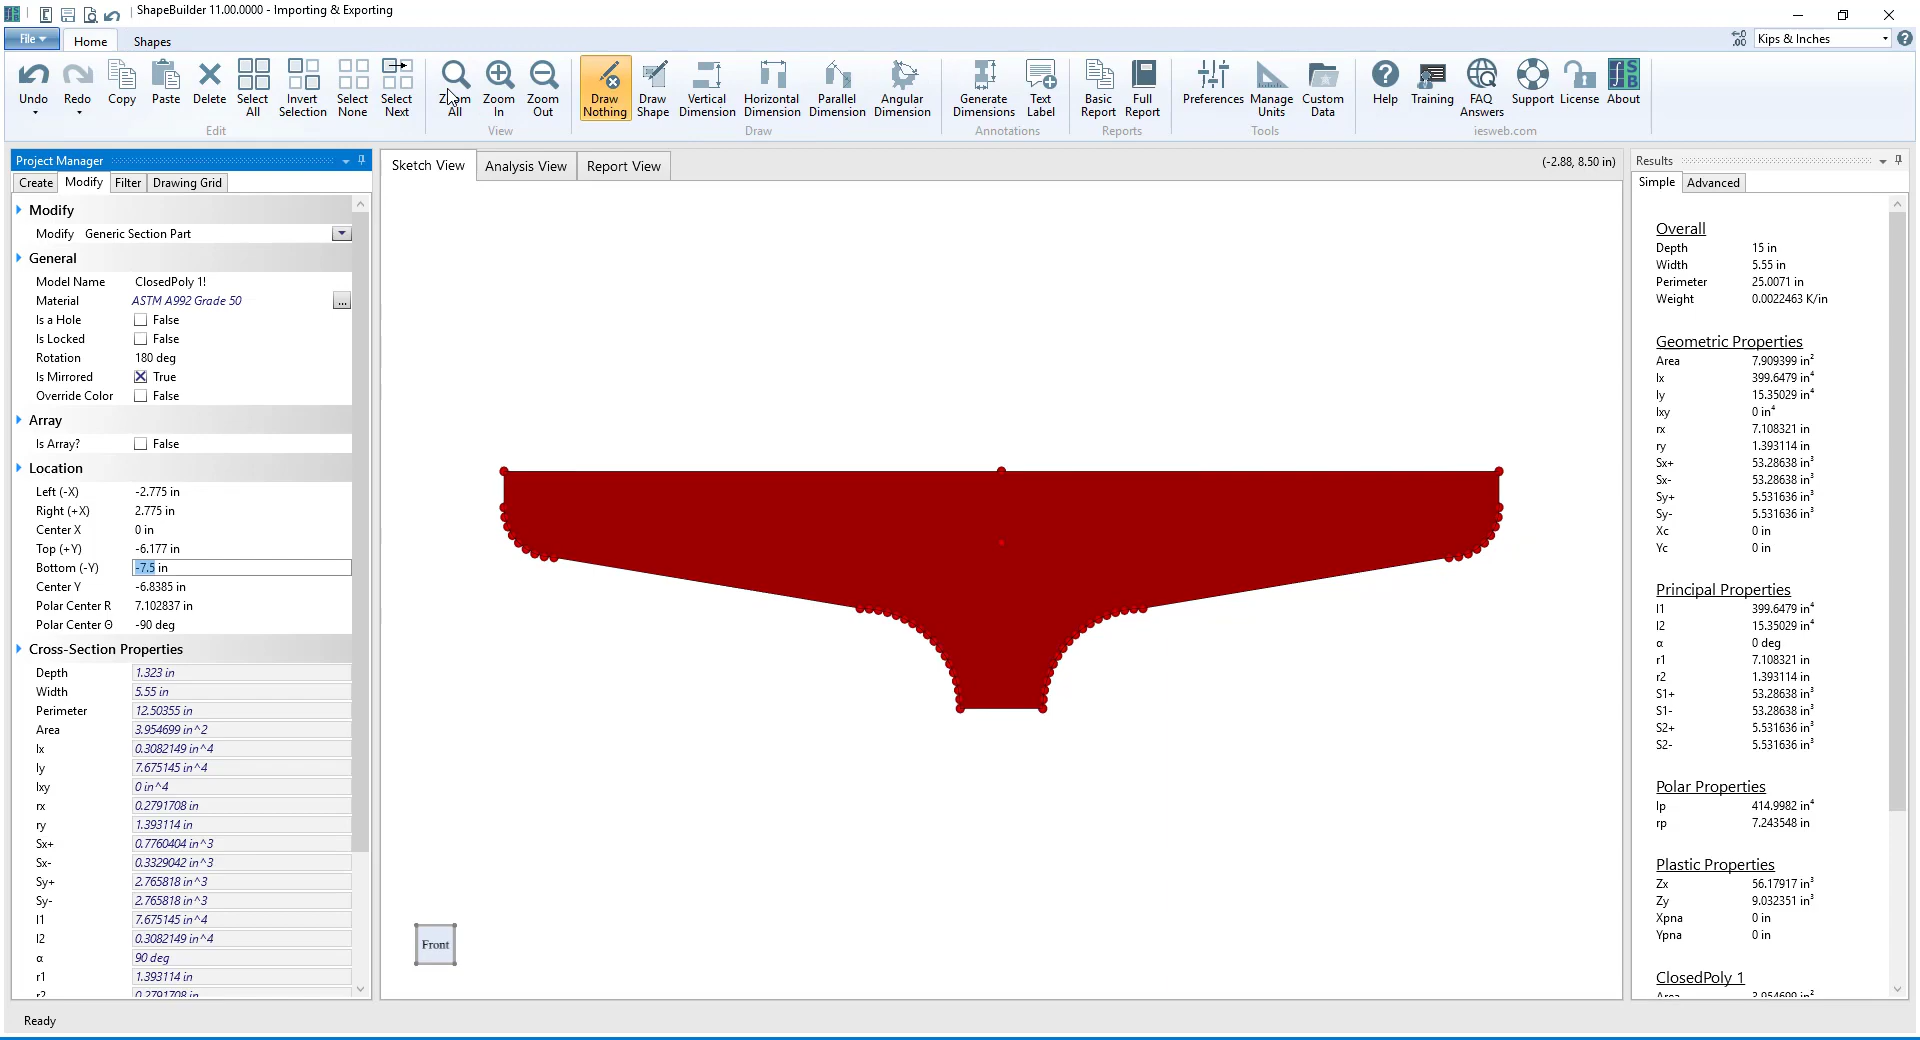 ShapeBuilder 11.00.0000 - Importing & Exporting
File
Home
Shapes
Kips & Inches
Undo
Redo
Copy
Paste
Delete
Select All
Invert Selection
Select None
Select Next
Zoom All
Zoom In
Zoom Out
Draw Nothing
Draw Shape
Vertical Dimension
Horizontal Dimension
Parallel Dimension
Angular Dimension
Generate Dimensions
Text Label
Basic Report
Full Report
Preferences
Manage Units
Custom Data
Help
Training
FAQ Answers
Support
License
About
Edit
View
Draw
Annotations
Reports
Tools
iesweb.com
Project Manager
Create Modify Filter Drawing Grid
Modify
Modify Generic Section Part
General
Model Name ClosedPoly 1!
Material ASTM A992 Grade 50 ...
Is a Hole False
Is Locked False
Rotation 180 deg
Is Mirrored True
Override Color False
Array
Is Array? False
Location
Left (-X) -2.775 in
Right (+X) 2.775 in
Center X 0 in
Top (+Y) -6.177 in
Bottom (-Y) -7.5 in
Center Y -6.8385 in
Polar Center R 7.102837 in
Polar Center Θ -90 deg
Cross-Section Properties
Depth 1.323 in
Width 5.55 in
Perimeter 12.50355 in
Area 3.954699 in^2
Ix 0.3082149 in^4
Iy 7.675145 in^4
Ixy 0 in^4
rx 0.2791708 in
ry 1.393114 in
Sx+ 0.7760404 in^3
Sx- 0.3329042 in^3
Sy+ 2.765818 in^3
Sy- 2.765818 in^3
I1 7.675145 in^4
I2 0.3082149 in^4
α 90 deg
r1 1.393114 in
r2 0.2791708 in
Sketch View Analysis View Report View
(-2.88, 8.50 in)
Front
Results
Simple Advanced
Overall
Depth 15 in
Width 5.55 in
Perimeter 25.0071 in
Weight 0.0022463 K/in
Geometric Properties
Area 7.909399 in²
Ix 399.6479 in⁴
Iy 15.35029 in⁴
Ixy 0 in⁴
rx 7.108321 in
ry 1.393114 in
Sx+ 53.28638 in³
Sx- 53.28638 in³
Sy+ 5.531636 in³
Sy- 5.531636 in³
Xc 0 in
Yc 0 in
Principal Properties
I1 399.6479 in⁴
I2 15.35029 in⁴
α 0 deg
r1 7.108321 in
r2 1.393114 in
S1+ 53.28638 in³
S1- 53.28638 in³
S2+ 5.531636 in³
S2- 5.531636 in³
Polar Properties
Ip 414.9982 in⁴
rp 7.243548 in
Plastic Properties
Zx 56.17917 in³
Zy 9.032351 in³
Xpna 0 in
Ypna 0 in
ClosedPoly 1
Area 3.954699 in²
Ready